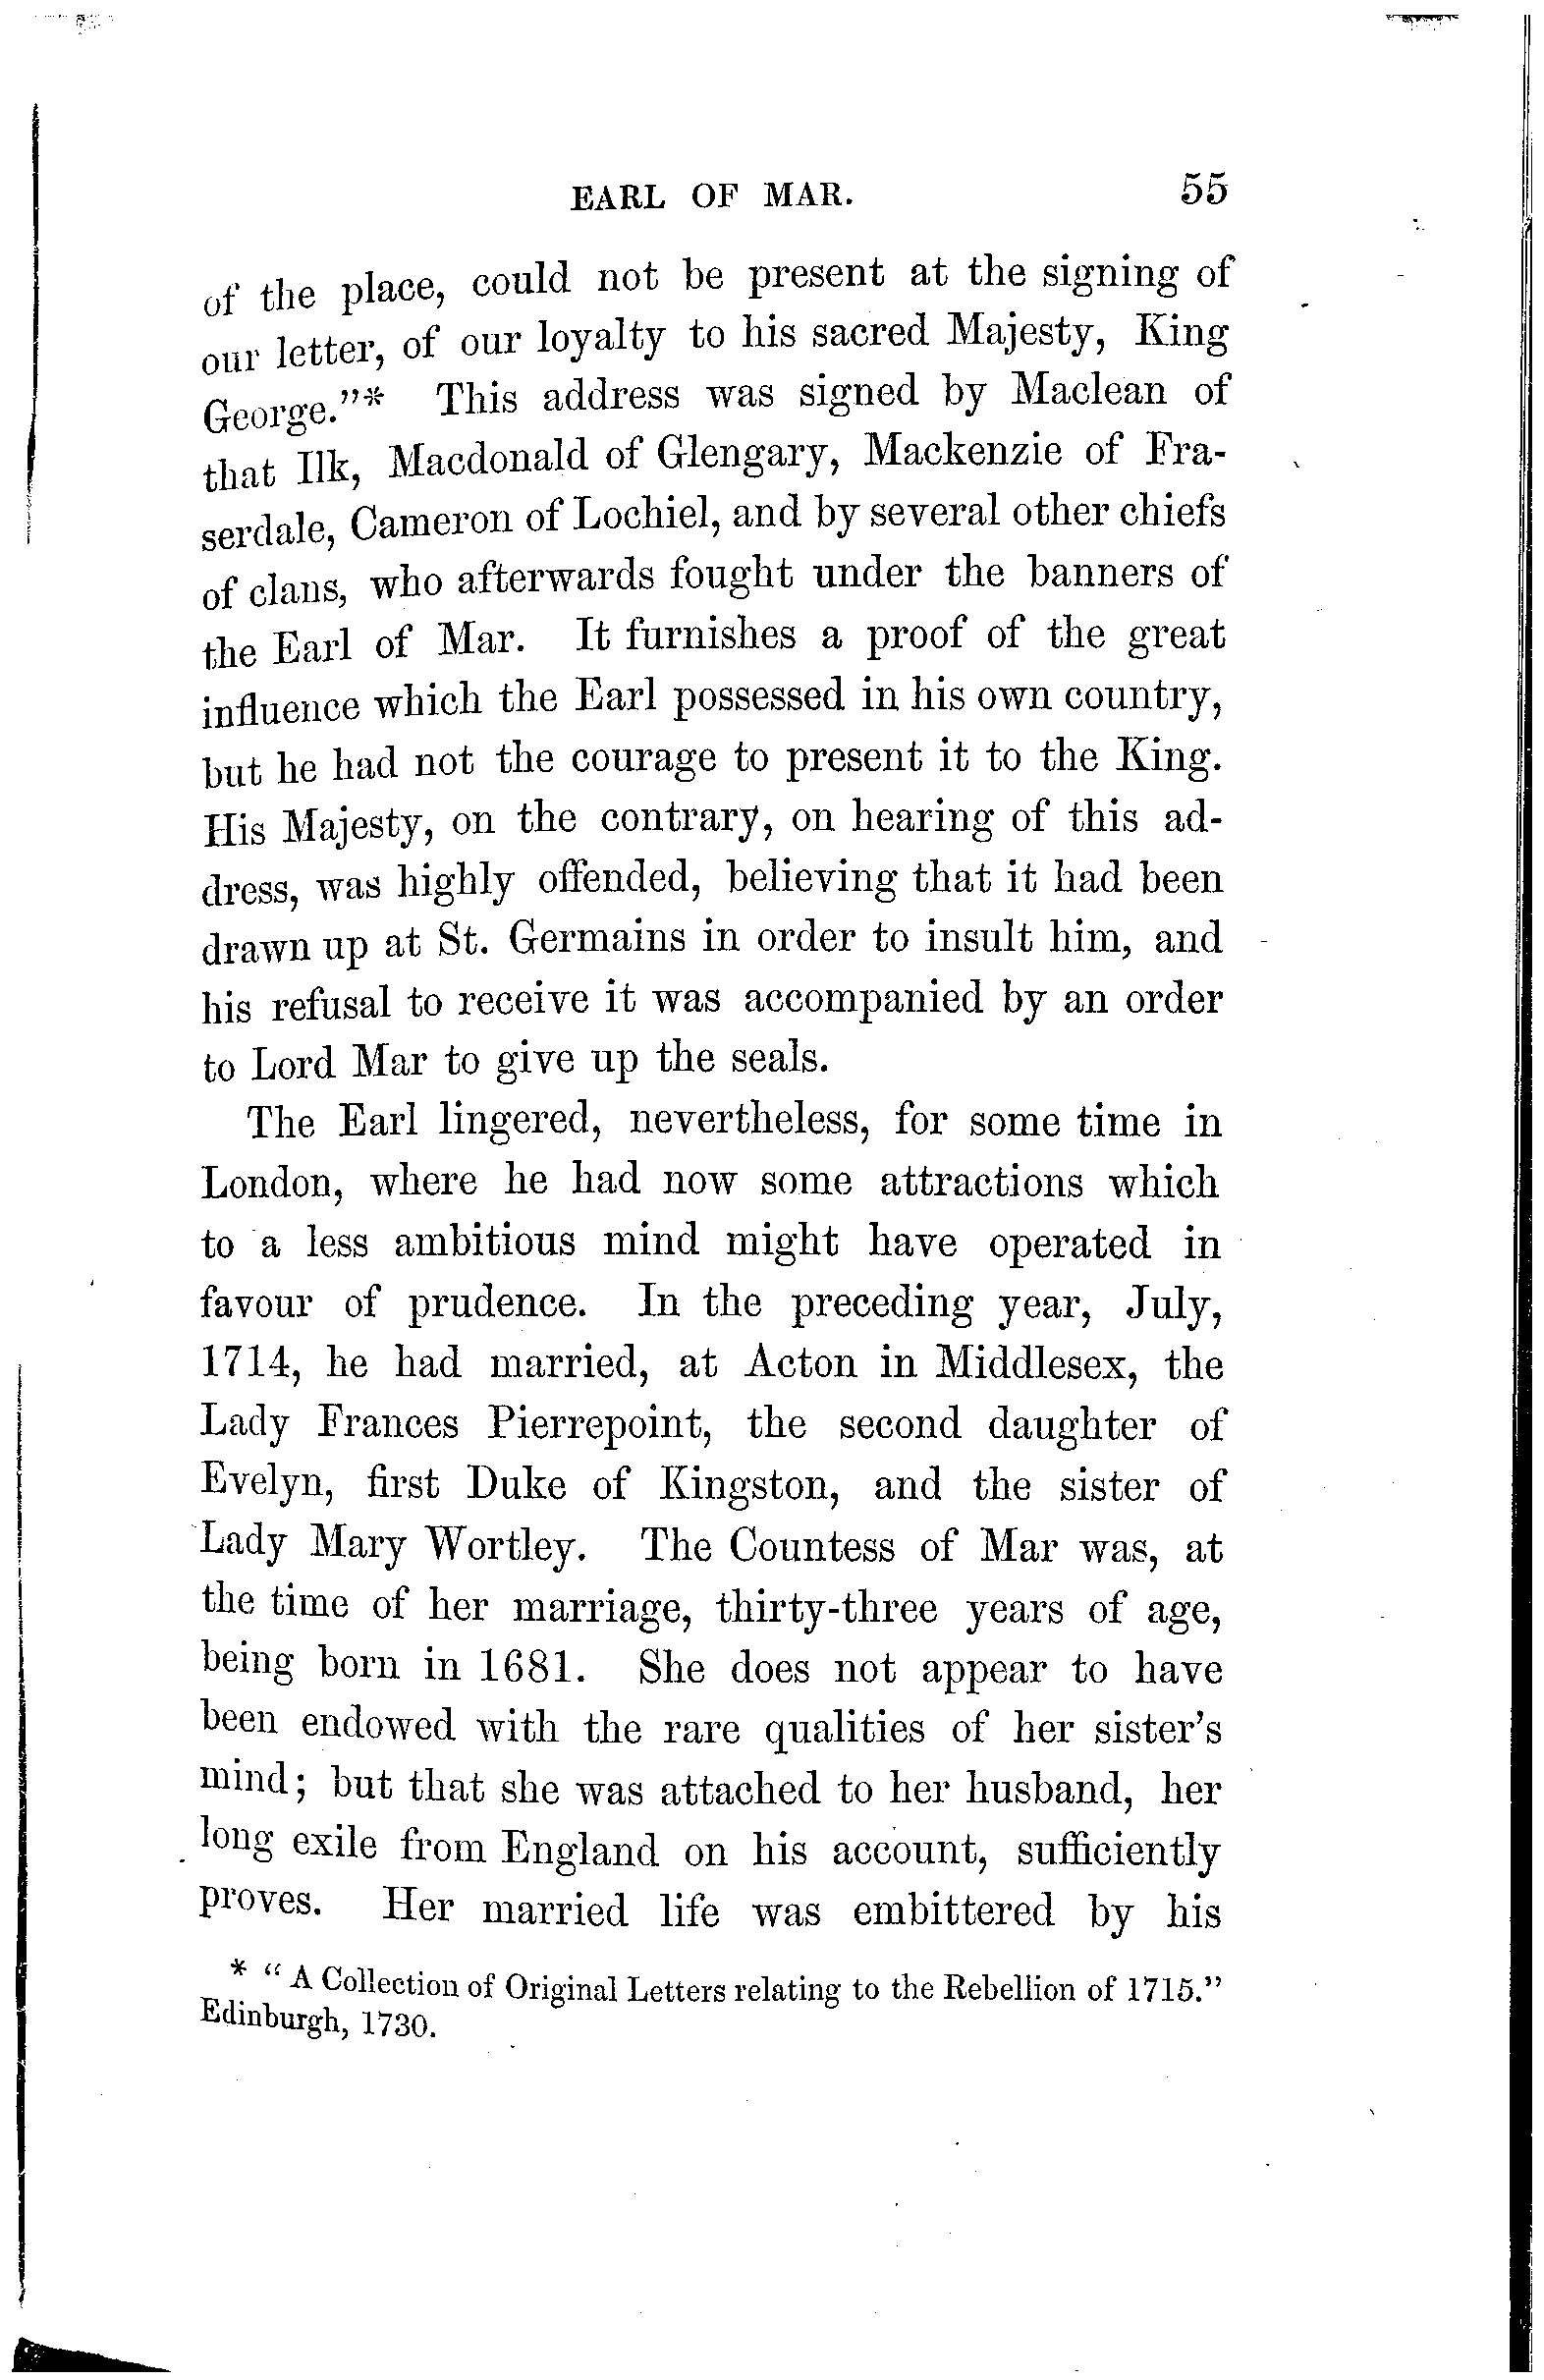 EARL OF MAR. 55
of the place, could not be present at the signing of
our letter, of our loyalty to his sacred Majesty, King
George."* This address was signed by Maclean of
that Ilk, Macdonald of Glengary, Mackenzie of Fra-
serdale, Cameron of Lochiel, and by several other chiefs
of clans, who afterwards fought under the banners of
the Earl of Mar. It furnishes a proof of the great
influence which the Earl possessed in his own country,
but he had not the courage to present it to the King.
His Majesty, on the contrary, on hearing of this ad-
dress, was highly offended, believing that it had been
drawn up at St. Germains in order to insult him, and
his refusal to receive it was accompanied by an order
to Lord Mar to give up the seals.
The Earl lingered, nevertheless, for some time in
London, where he had now some attractions which
to a less ambitious mind might have operated in
favour of prudence. In the preceding year, July,
1714, he had married, at Acton in Middlesex, the
Lady Frances Pierrepoint, the second daughter of
Evelyn, first Duke of Kingston, and the sister of
Lady Mary Wortley. The Countess of Mar was, at
the time of her marriage, thirty-three years of age,
being born in 1681. She does not appear to have
been endowed with the rare qualities of her sister's
mind; but that she was attached to her husband, her
long exile from England on his account, sufficiently
proves. Her married life was embittered by his
* "A Collection of Original Letters relating to the Rebellion of 1715."
Edinburgh, 1730.